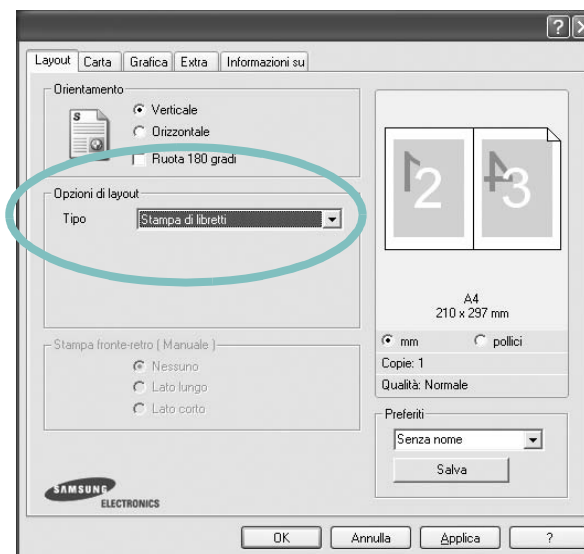 Layout Carta Grafica Extra Informazioni su
Orientamento
S
Verticale
Orizzontale
Ruota 180 gradi
Opzioni di layout
Tipo Stampa di libretti
Stampa fronte-retro ( Manuale )
Nessuno
Lato lungo
Lato corto
SAMSUNG
ELECTRONICS
1 2 4 3
A4
210 x 297 mm
mm pollici
Copie: 1
Qualità: Normale
Preferiti
Senza nome
Salva
OK Annulla Applica ?